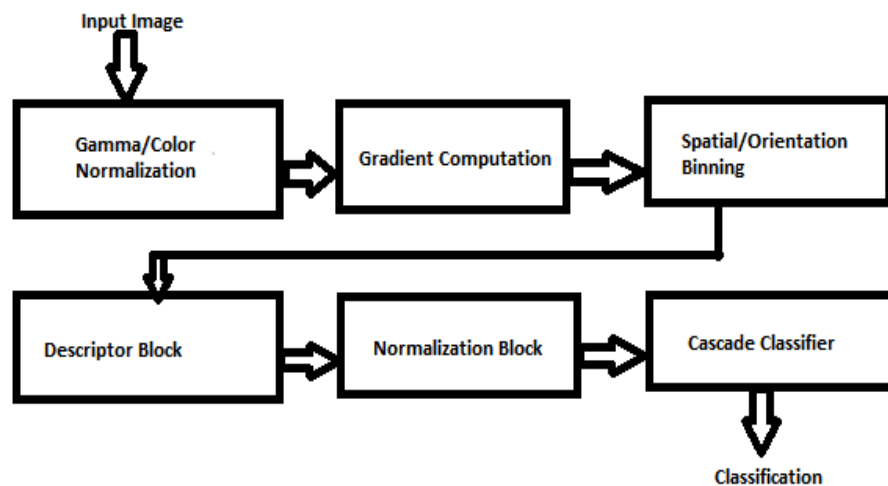 Input Image
Gamma/Color
Normalization
Gradient Computation
Spatial/Orientation
Binning
Descriptor Block
Normalization Block
Cascade Classifier
Classification